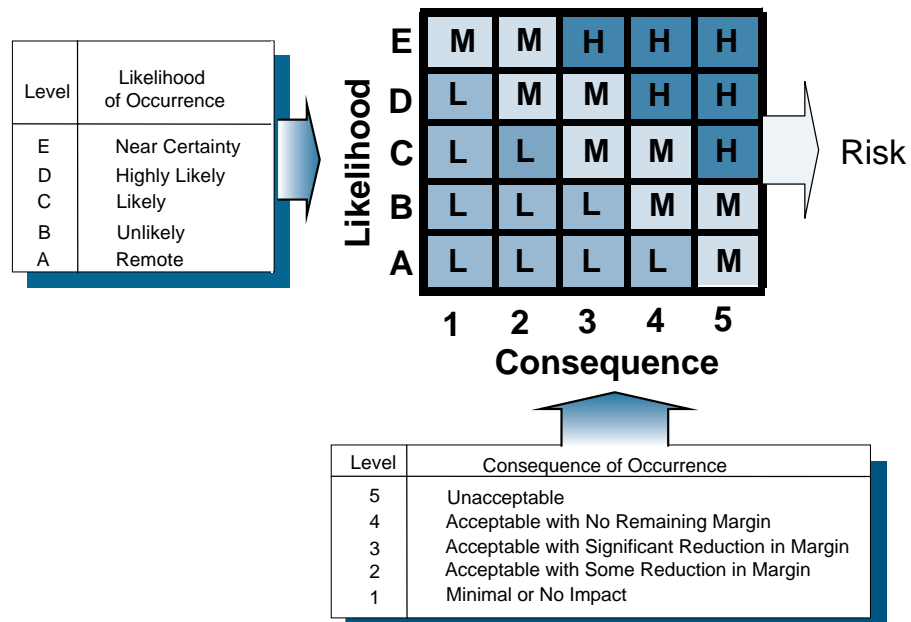 Level Likelihood of Occurrence
E Near Certainty
D Highly Likely
C Likely
B Unlikely
A Remote
Likelihood
E M M H H H
D L M M H H
C L L M M H
B L L L M M
A L L L L M
1 2 3 4 5
Consequence
Risk
Level Consequence of Occurrence
5 Unacceptable
4 Acceptable with No Remaining Margin
3 Acceptable with Significant Reduction in Margin
2 Acceptable with Some Reduction in Margin
1 Minimal or No Impact